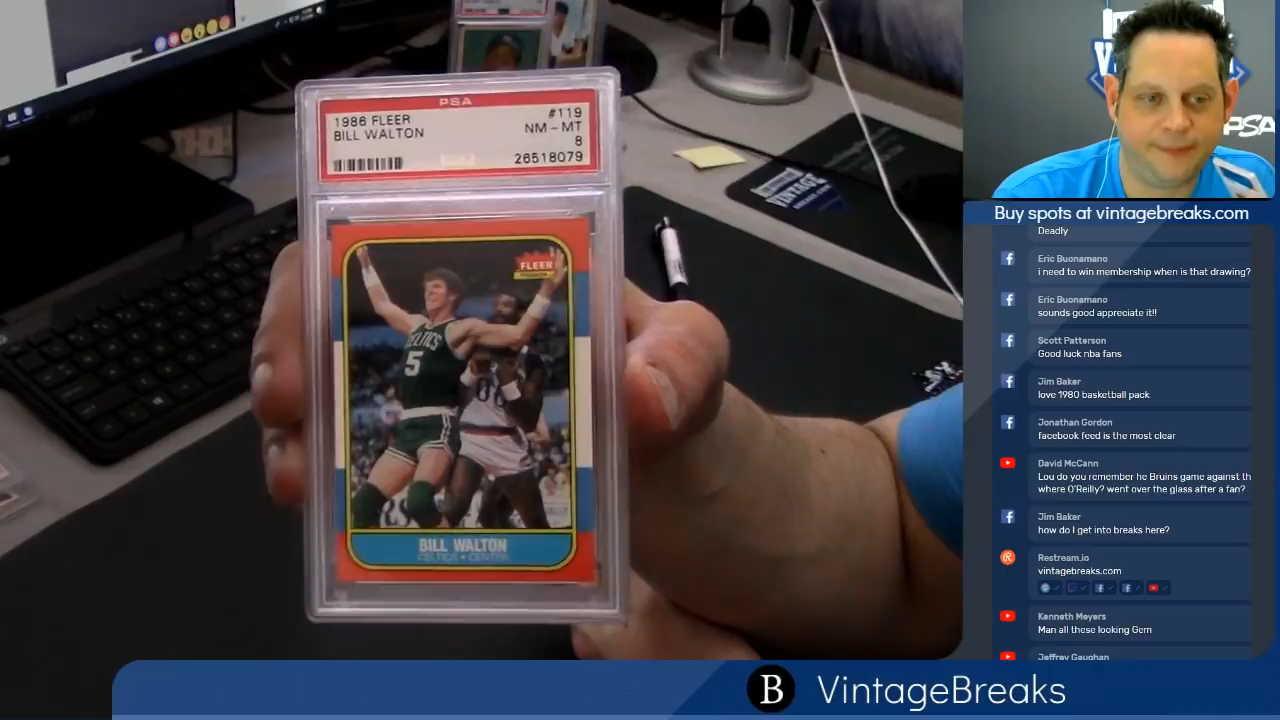 PSA
1986 FLEER
BILL WALTON
#119
NM - MT
8
26518079
FLEER
PREMIER
CELTICS
5
BILL WALTON
CELTICS • CENTER
VINTAGE
PSA
Buy spots at vintagebreaks.com
Deadly
Eric Buonamano
i need to win membership when is that drawing?
Eric Buonamano
sounds good appreciate it!!
Scott Patterson
Good luck nba fans
Jim Baker
love 1980 basketball pack
Jonathan Gordon
facebook feed is the most clear
David McCann
Lou do you remember he Bruins game against th
where O'Reilly? went over the glass after a fan?
Jim Baker
how do I get into breaks here?
Restream.io
vintagebreaks.com
Kenneth Meyers
Man all these looking Gem
Jeffrey Gaughan
B VintageBreaks